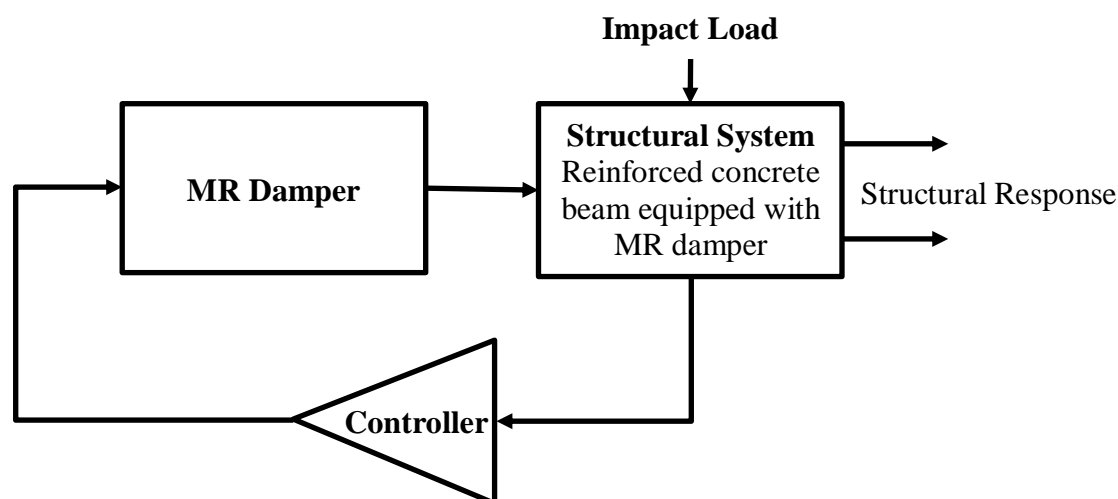 Impact Load
MR Damper
Structural System
Reinforced concrete
beam equipped with
MR damper
Structural Response
Controller